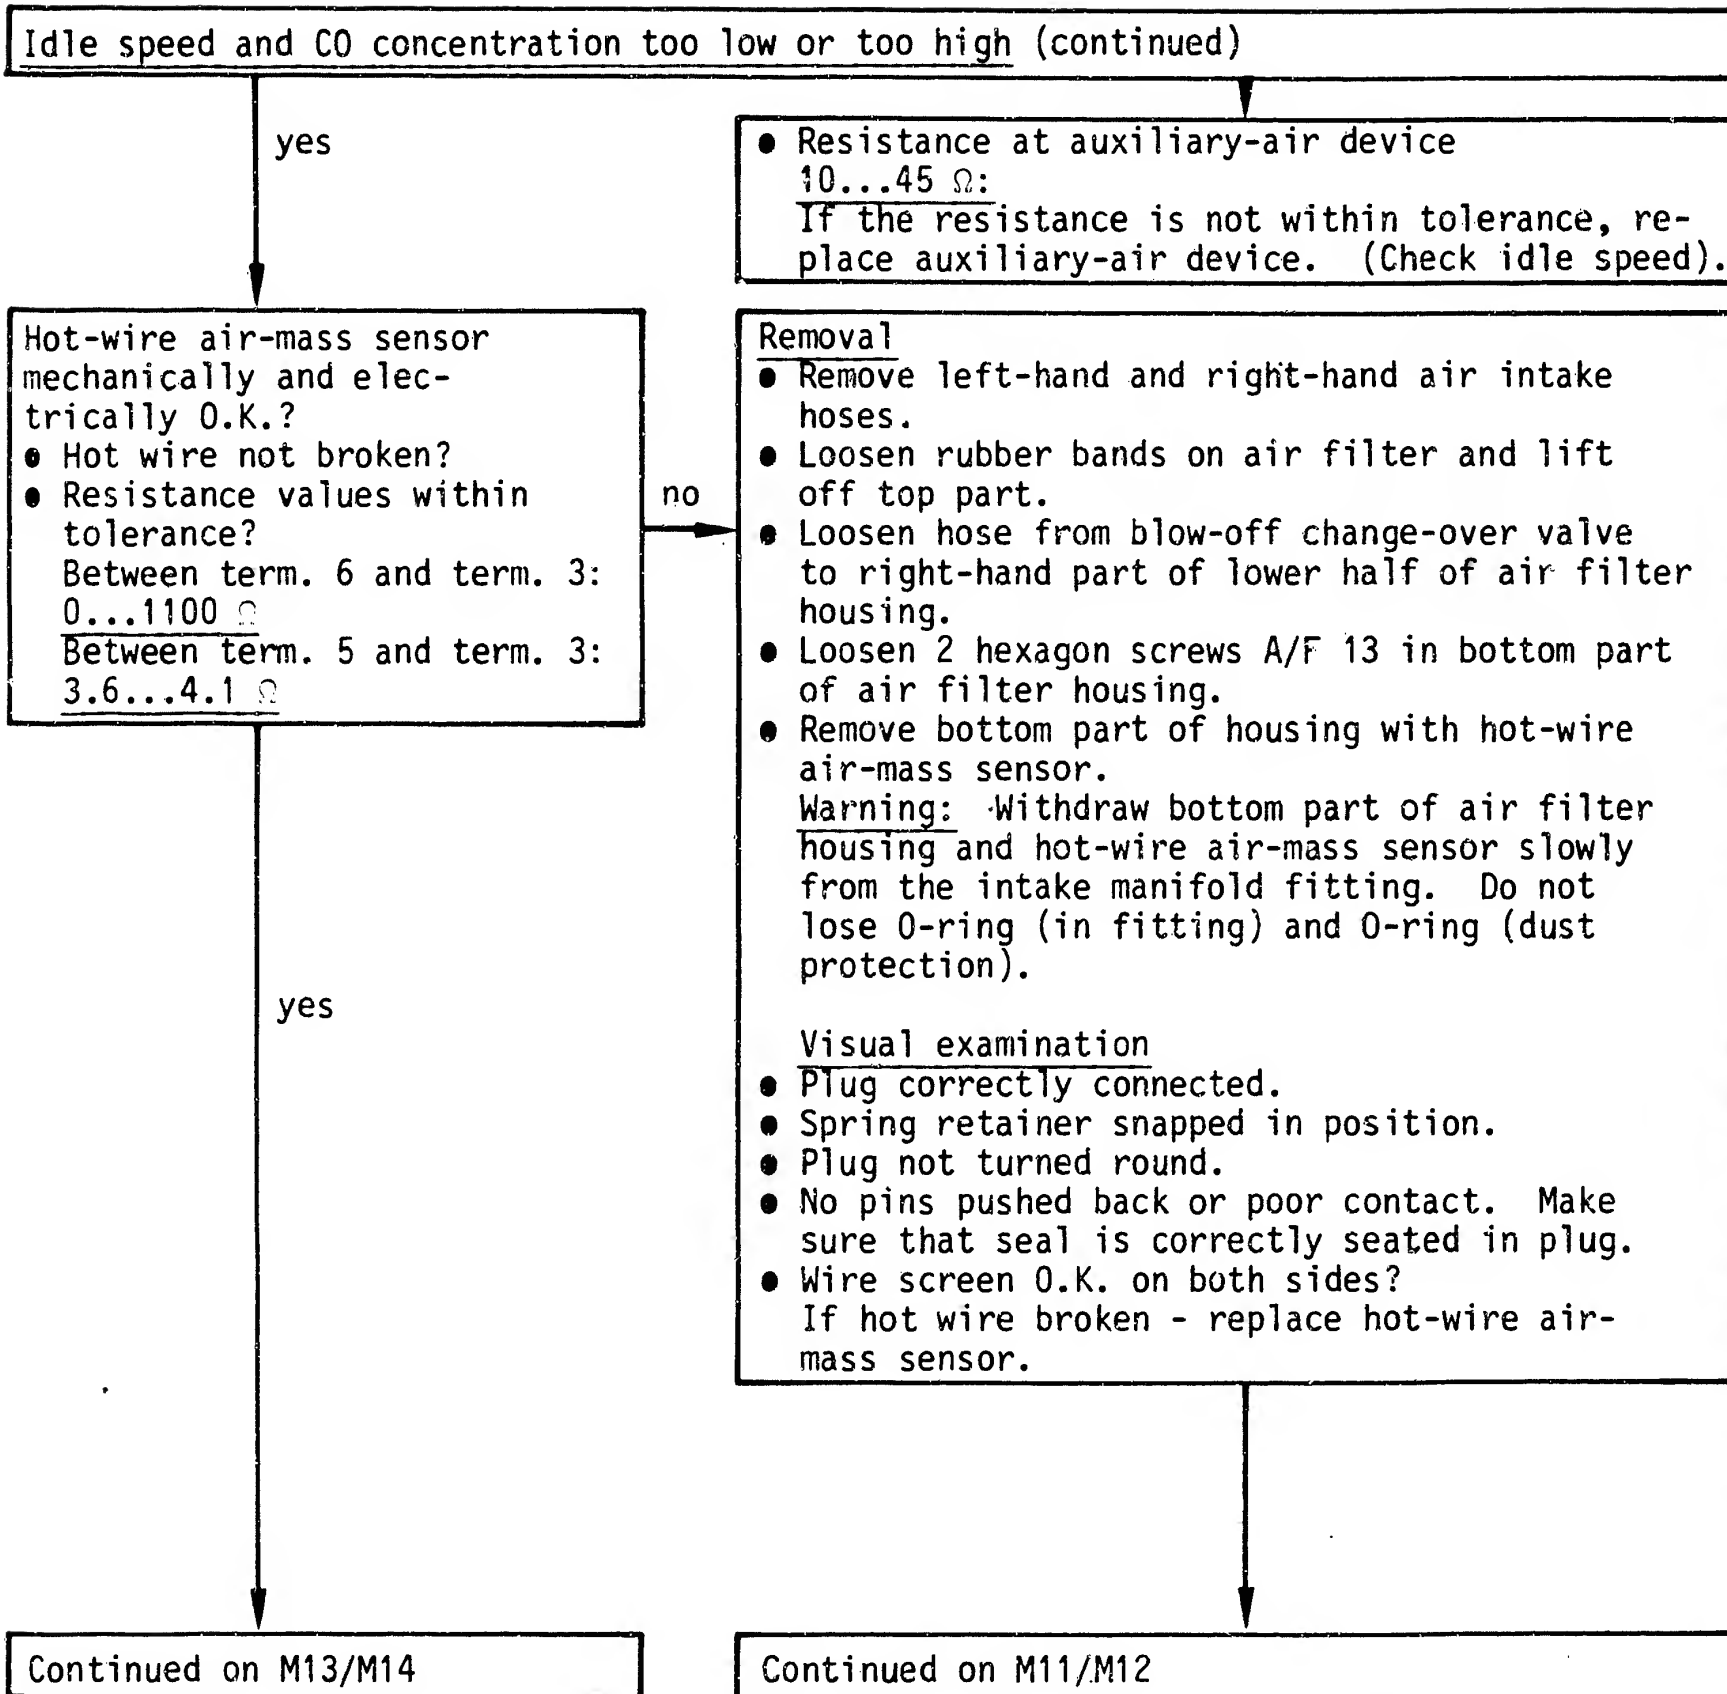 Idle speed and CO concentration too low or too high (continued)
yes
● Resistance at auxiliary-air device
10...45 Ω:
If the resistance is not within tolerance, re-
place auxiliary-air device. (Check idle speed).
Hot-wire air-mass sensor
mechanically and elec-
trically O.K.?
● Hot wire not broken?
● Resistance values within
tolerance?
Between term. 6 and term. 3:
0...1100 Ω
Between term. 5 and term. 3:
3.6...4.1 Ω
no
Removal
● Remove left-hand and right-hand air intake
hoses.
● Loosen rubber bands on air filter and lift
off top part.
● Loosen hose from blow-off change-over valve
to right-hand part of lower half of air filter
housing.
● Loosen 2 hexagon screws A/F 13 in bottom part
of air filter housing.
● Remove bottom part of housing with hot-wire
air-mass sensor.
Warning: Withdraw bottom part of air filter
housing and hot-wire air-mass sensor slowly
from the intake manifold fitting. Do not
lose O-ring (in fitting) and O-ring (dust
protection).
Visual examination
● Plug correctly connected.
● Spring retainer snapped in position.
● Plug not turned round.
● No pins pushed back or poor contact. Make
sure that seal is correctly seated in plug.
● Wire screen O.K. on both sides?
If hot wire broken - replace hot-wire air-
mass sensor.
yes
Continued on M13/M14
Continued on M11/M12